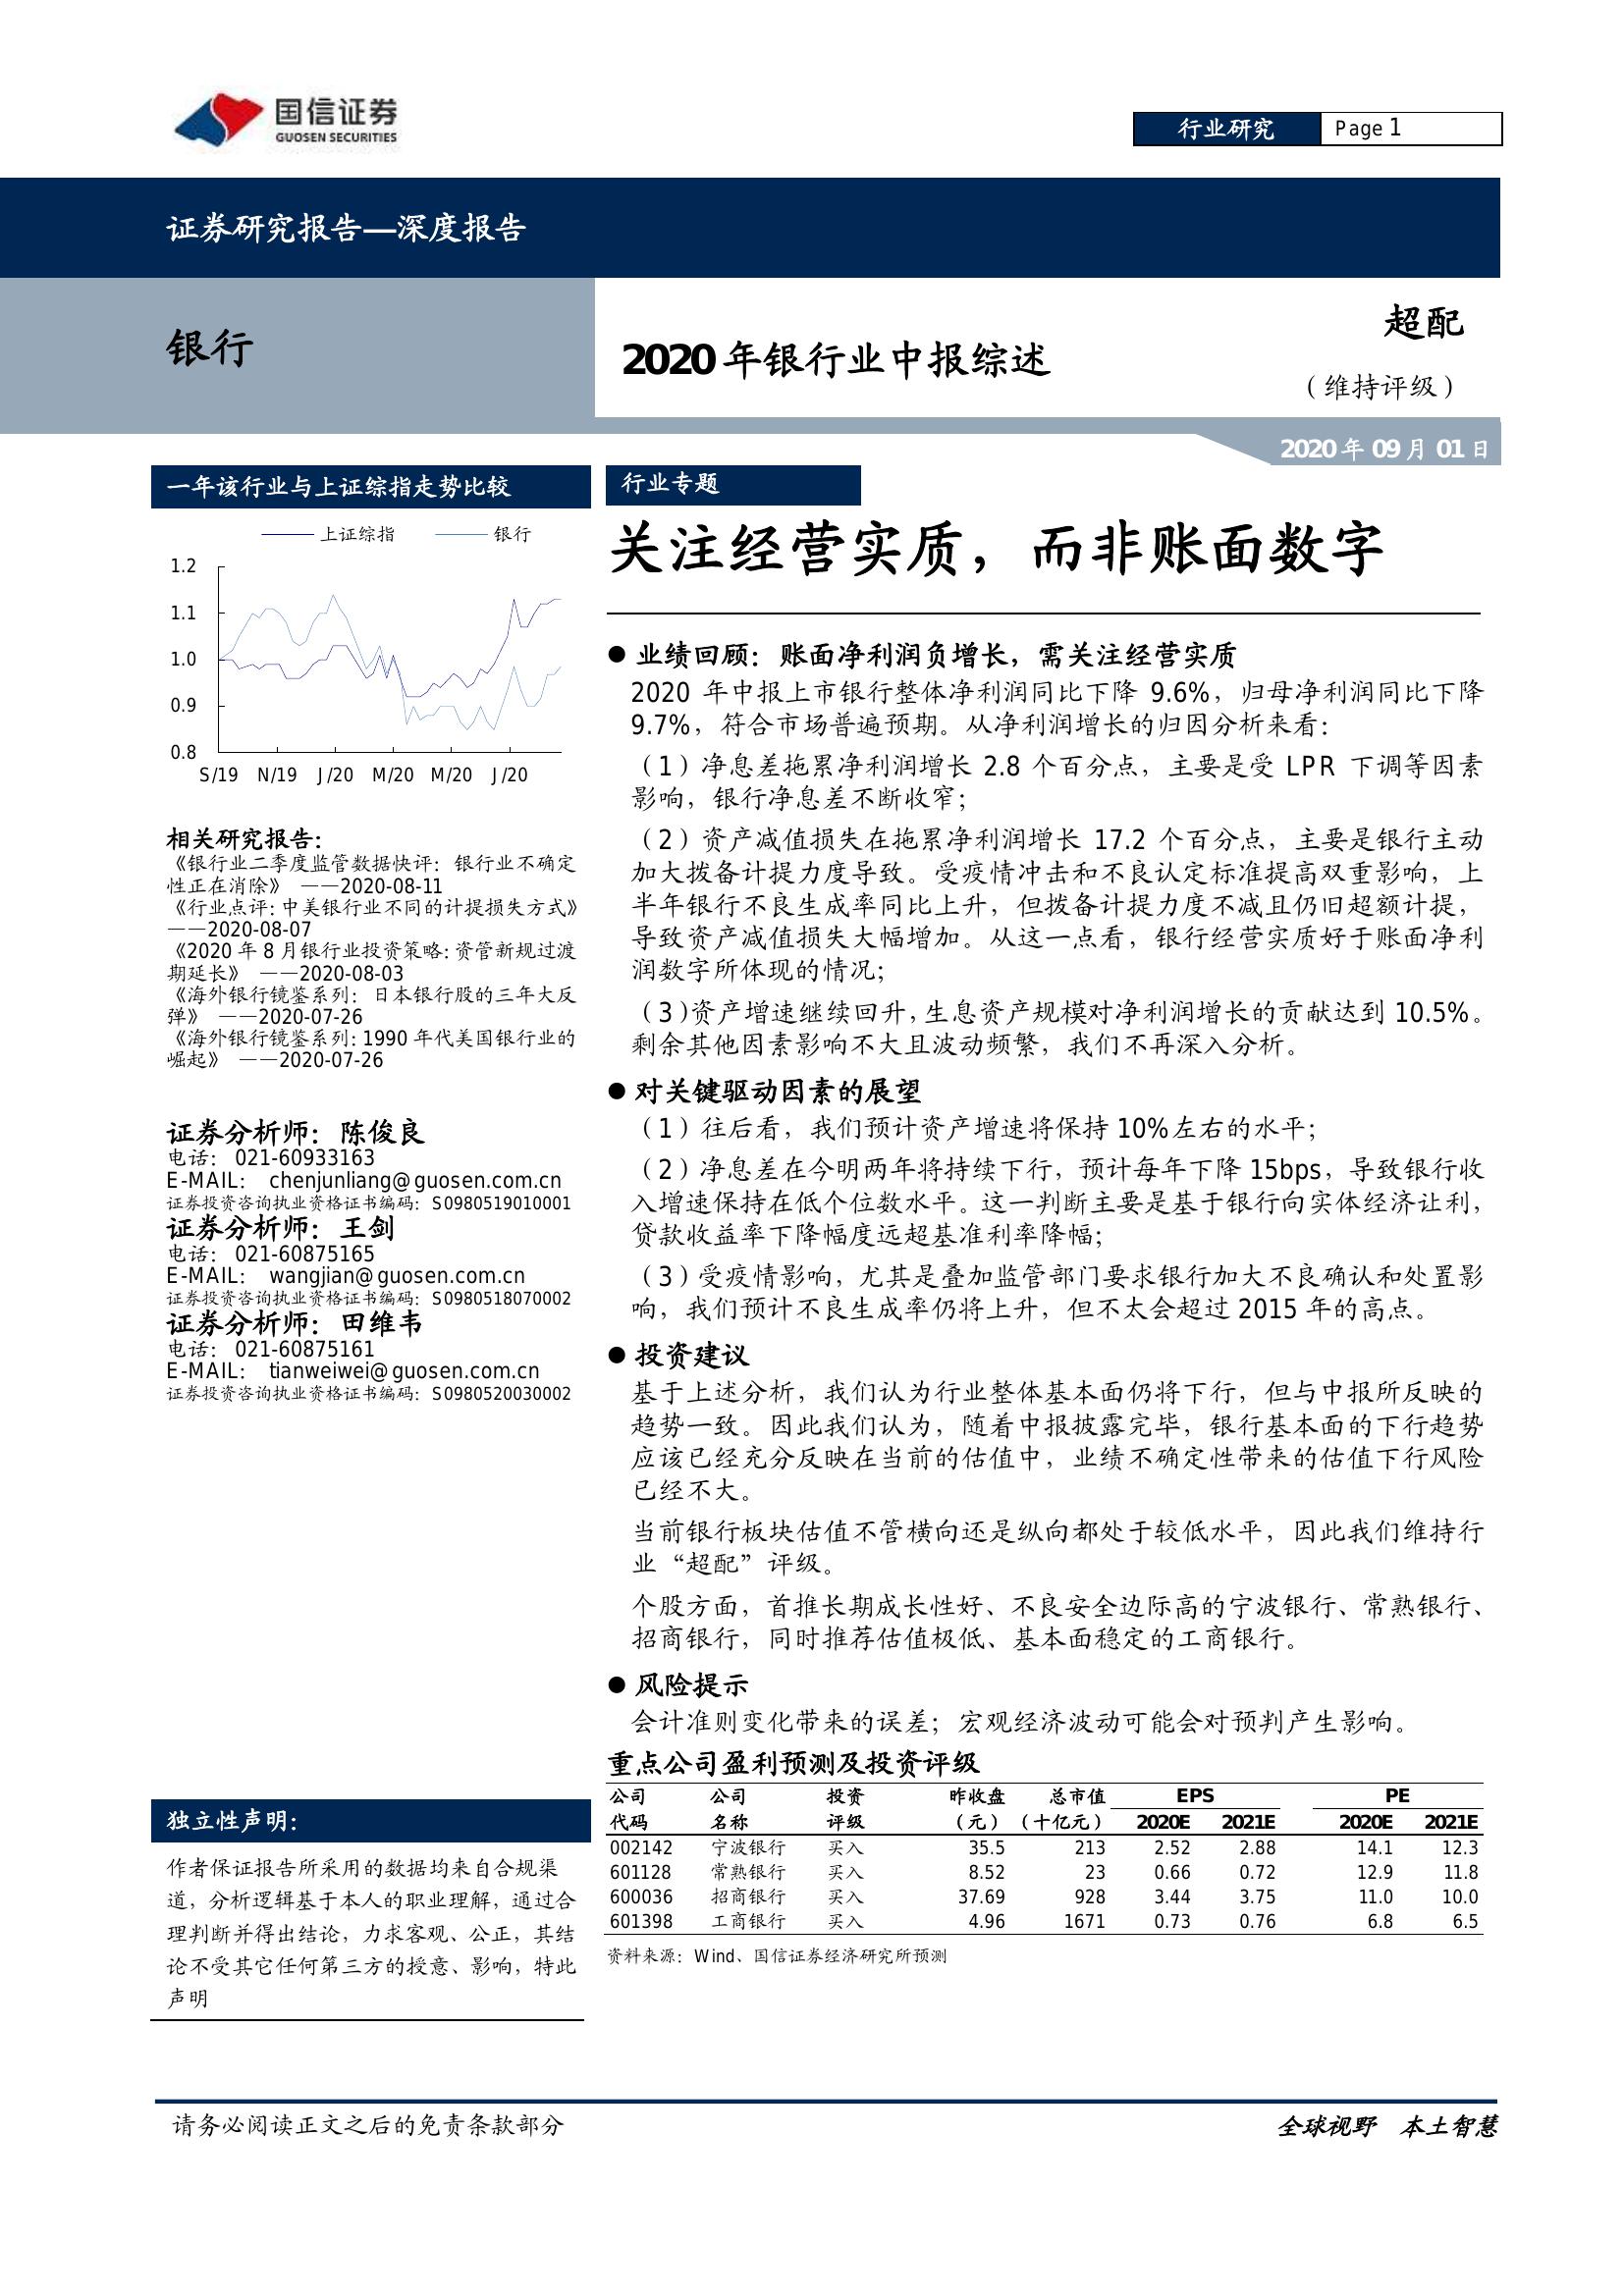 国信证券
GUOSEN SECURITIES
行业研究
Page 1
证券研究报告—深度报告
银行
2020 年银行业中报综述
超配
（维持评级）
2020 年 09 月 01 日
一年该行业与上证综指走势比较
上证综指 银行
1.2
1.1
1.0
0.9
0.8
S/19 N/19 J/20 M/20 M/20 J/20
相关研究报告：
《银行业二季度监管数据快评：银行业不确定
性正在消除》 ——2020-08-11
《行业点评：中美银行业不同的计提损失方式》
——2020-08-07
《2020 年 8 月银行业投资策略：资管新规过渡
期延长》 ——2020-08-03
《海外银行镜鉴系列： 日本银行股的三年大反
弹》 ——2020-07-26
《海外银行镜鉴系列：1990 年代美国银行业的
崛起》 ——2020-07-26
证券分析师：陈俊良
电话： 021-60933163
E-MAIL： chenjunliang@guosen.com.cn
证券投资咨询执业资格证书编码：S0980519010001
证券分析师：王剑
电话： 021-60875165
E-MAIL： wangjian@guosen.com.cn
证券投资咨询执业资格证书编码：S0980518070002
证券分析师：田维韦
电话： 021-60875161
E-MAIL： tianweiwei@guosen.com.cn
证券投资咨询执业资格证书编码：S0980520030002
独立性声明：
作者保证报告所采用的数据均来自合规渠
道，分析逻辑基于本人的职业理解，通过合
理判断并得出结论，力求客观、公正，其结
论不受其它任何第三方的授意、影响，特此
声明
行业专题
关注经营实质，而非账面数字
● 业绩回顾：账面净利润负增长，需关注经营实质
2020 年中报上市银行整体净利润同比下降 9.6%，归母净利润同比下降
9.7%，符合市场普遍预期。从净利润增长的归因分析来看：
（1）净息差拖累净利润增长 2.8 个百分点，主要是受 LPR 下调等因素
影响，银行净息差不断收窄；
（2）资产减值损失在拖累净利润增长 17.2 个百分点，主要是银行主动
加大拨备计提力度导致。受疫情冲击和不良认定标准提高双重影响，上
半年银行不良生成率同比上升，但拨备计提力度不减且仍旧超额计提，
导致资产减值损失大幅增加。从这一点看，银行经营实质好于账面净利
润数字所体现的情况；
（3）资产增速继续回升，生息资产规模对净利润增长的贡献达到 10.5%。
剩余其他因素影响不大且波动频繁，我们不再深入分析。
● 对关键驱动因素的展望
（1）往后看，我们预计资产增速将保持 10%左右的水平；
（2）净息差在今明两年将持续下行，预计每年下降 15bps，导致银行收
入增速保持在低个位数水平。这一判断主要是基于银行向实体经济让利，
贷款收益率下降幅度远超基准利率降幅；
（3）受疫情影响，尤其是叠加监管部门要求银行加大不良确认和处置影
响，我们预计不良生成率仍将上升，但不太会超过 2015 年的高点。
● 投资建议
基于上述分析，我们认为行业整体基本面仍将下行，但与中报所反映的
趋势一致。因此我们认为，随着中报披露完毕，银行基本面的下行趋势
应该已经充分反映在当前的估值中，业绩不确定性带来的估值下行风险
已经不大。
当前银行板块估值不管横向还是纵向都处于较低水平，因此我们维持行
业“超配”评级。
个股方面，首推长期成长性好、不良安全边际高的宁波银行、常熟银行、
招商银行，同时推荐估值极低、基本面稳定的工商银行。
● 风险提示
会计准则变化带来的误差；宏观经济波动可能会对预判产生影响。
重点公司盈利预测及投资评级
公司 公司 投资 昨收盘 总市值 EPS PE
代码 名称 评级 （元） （十亿元） 2020E 2021E 2020E 2021E
002142 宁波银行 买入 35.5 213 2.52 2.88 14.1 12.3
601128 常熟银行 买入 8.52 23 0.66 0.72 12.9 11.8
600036 招商银行 买入 37.69 928 3.44 3.75 11.0 10.0
601398 工商银行 买入 4.96 1671 0.73 0.76 6.8 6.5
资料来源：Wind、国信证券经济研究所预测
请务必阅读正文之后的免责条款部分
全球视野 本土智慧